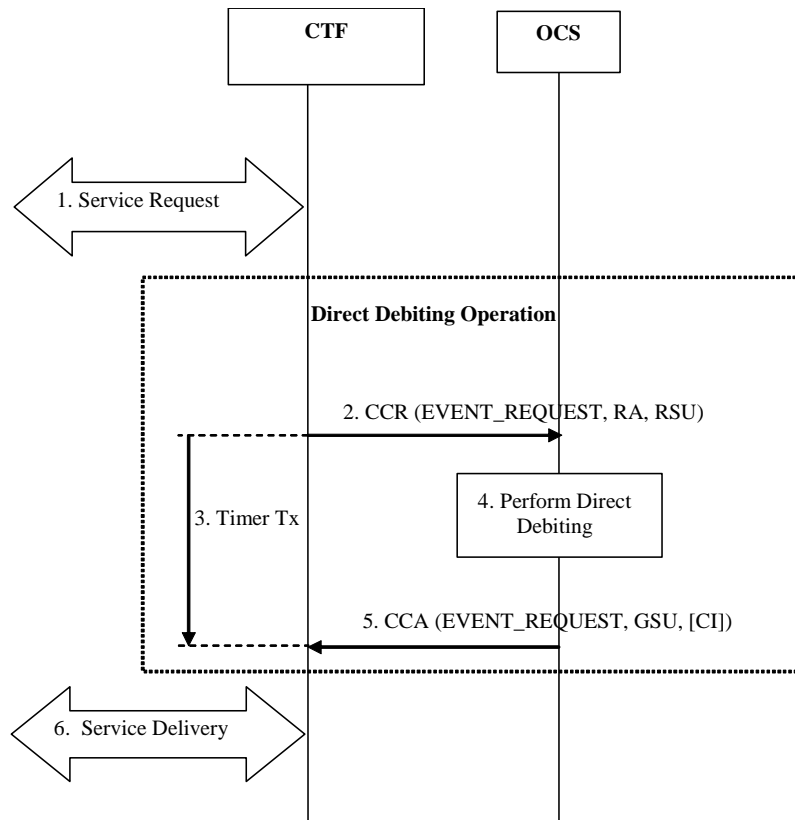 CTF
OCS
1. Service Request
Direct Debiting Operation
2. CCR (EVENT_REQUEST, RA, RSU)
3. Timer Tx
4. Perform Direct
Debiting
5. CCA (EVENT_REQUEST, GSU, [CI])
6. Service Delivery